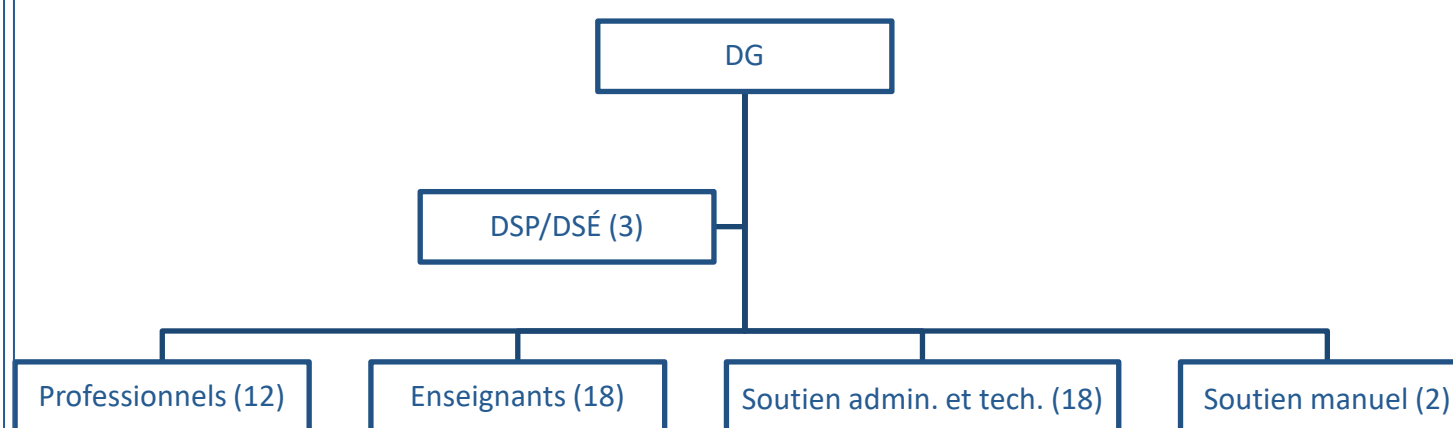 DG
DSP/DSÉ (3)
Professionnels (12)
Enseignants (18)
Soutien admin. et tech. (18)
Soutien manuel (2)